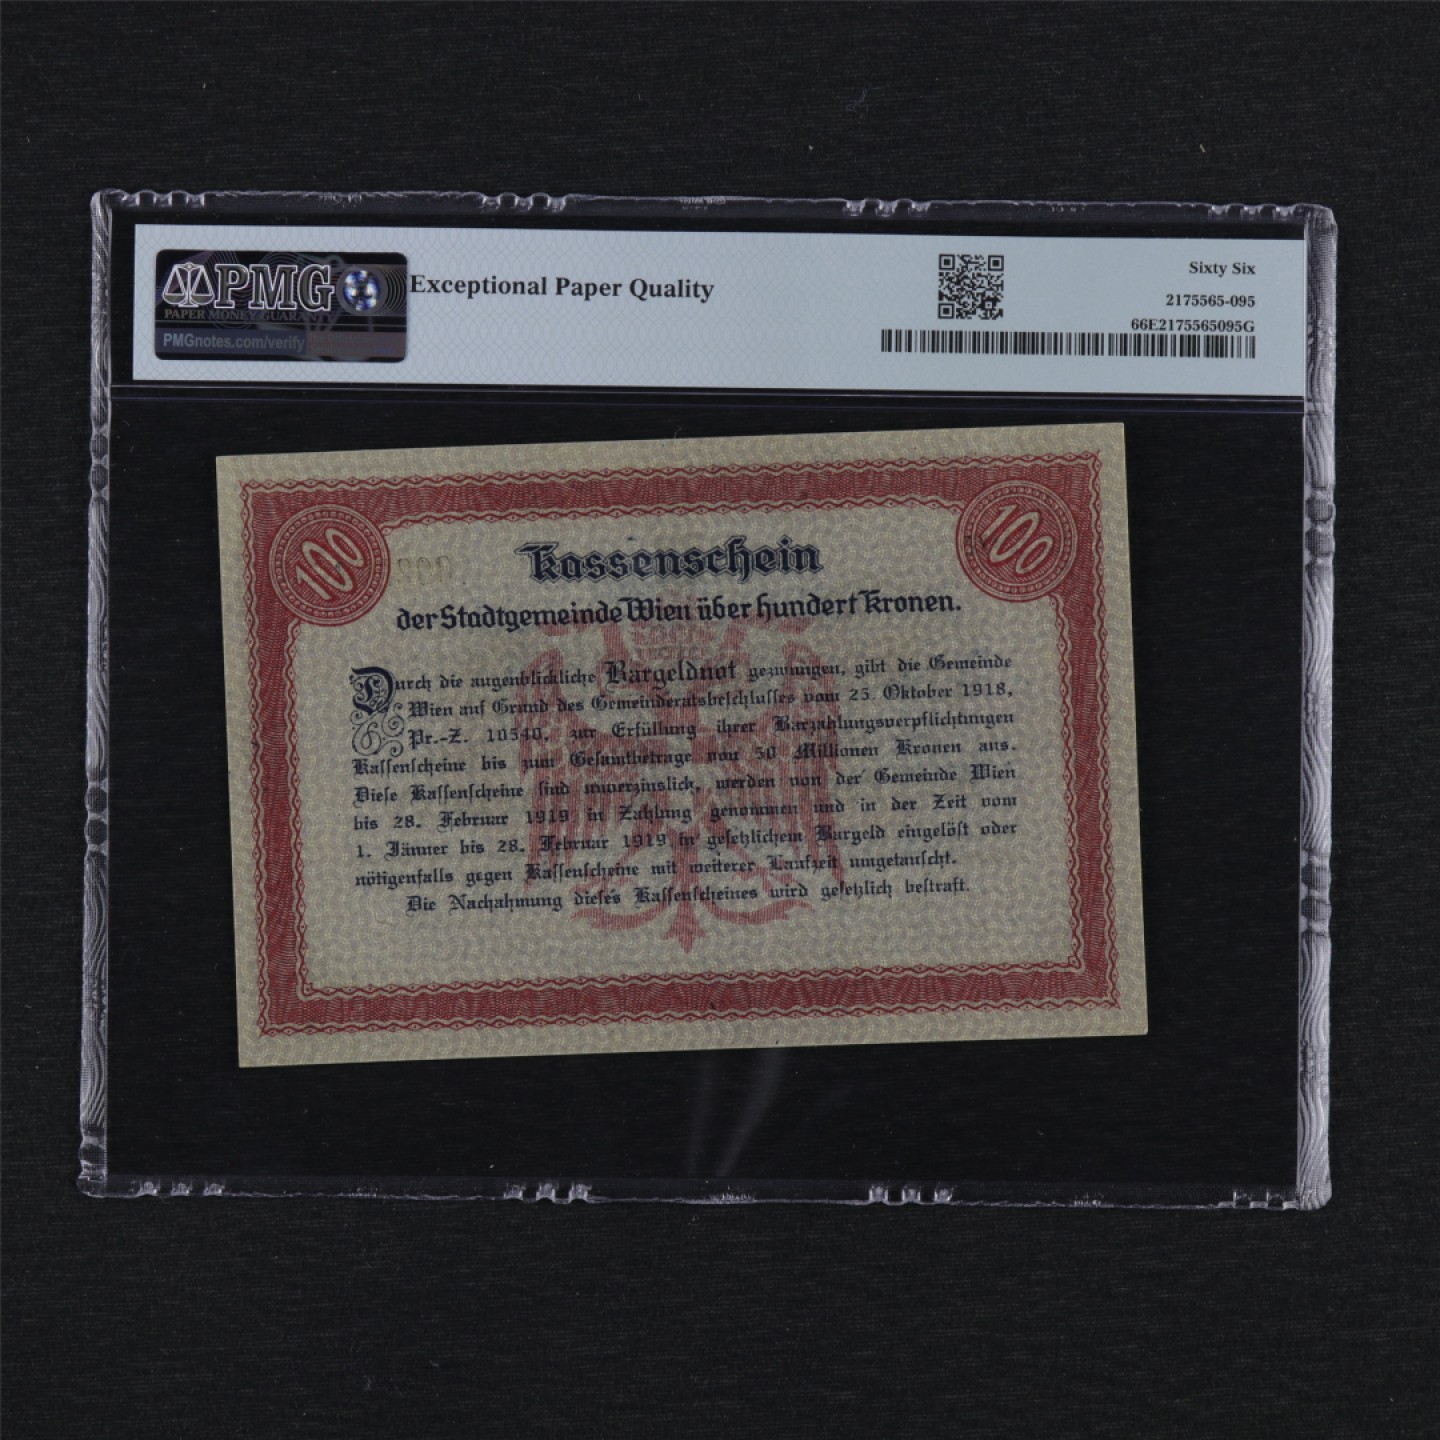 PMG
PAPER MONEY GUARANTY
PMGnotes.com/verify
Exceptional Paper Quality
Sixty Six
2175565-095
66E2175565095G
100
100
Kassenschein
der Stadtgemeinde Wien über hundert Kronen.
Durch die augenblickliche Bargeldnot gezwungen, gibt die Gemeinde
Wien auf Grund des Gemeinderatsbeschlusses vom 25. Oktober 1918,
Pr.-Z. 10540, zur Erfüllung ihrer Barzahlungsverpflichtungen
Kassenscheine bis zum Gesamtbetrage von 50 Millionen Kronen aus.
Diese Kassenscheine sind unverzinslich, werden von der Gemeinde Wien
bis 28. Februar 1919 in Zahlung genommen und in der Zeit vom
1. Jänner bis 28. Februar 1919 in gesetzlichem Bargeld eingelöst oder
nötigenfalls gegen Kassenscheine mit weiterer Laufzeit umgetauscht.
Die Nachahmung dieses Kassenscheines wird gesetzlich bestraft.